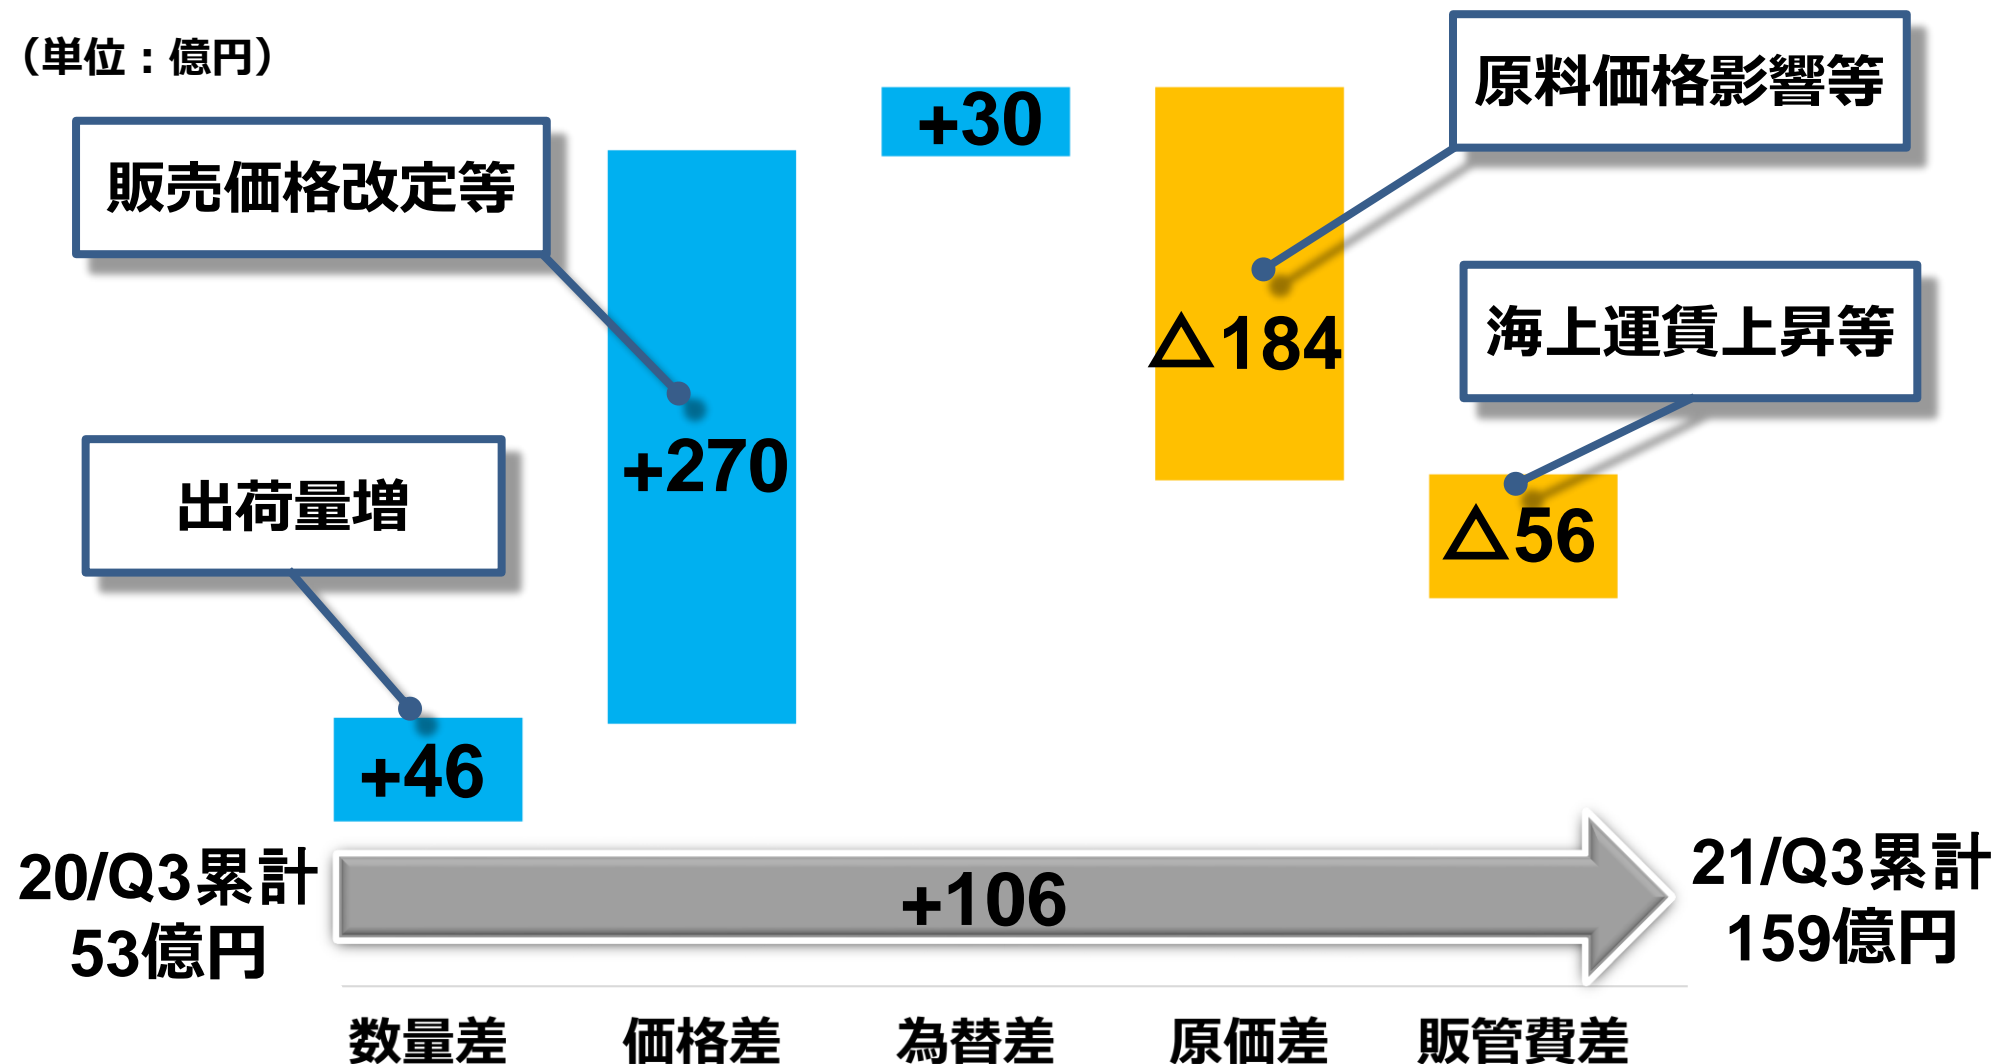 （単位：億円）
販売価格改定等
出荷量増
原料価格影響等
海上運賃上昇等
+46
+270
+30
△184
△56
20/Q3累計
53億円
+106
21/Q3累計
159億円
数量差
価格差
為替差
原価差
販管費差